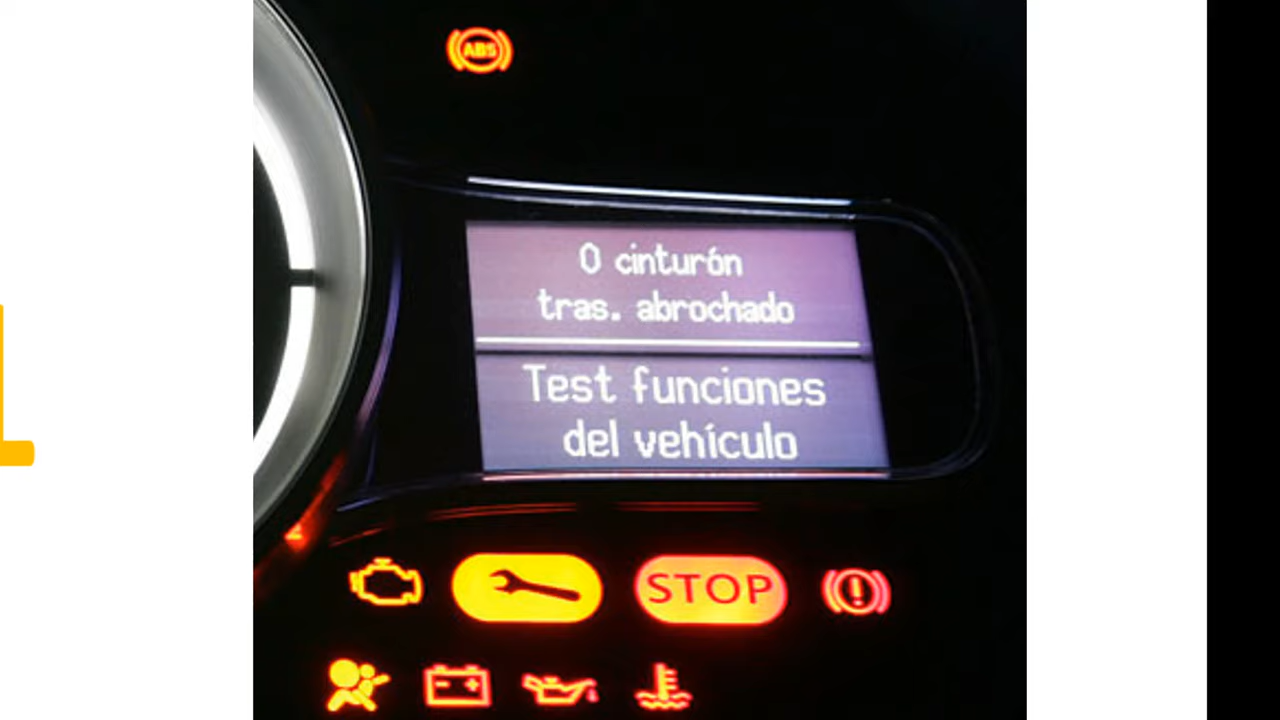 ABS
0 cinturón
tras. abrochado
Test funciones
del vehículo
STOP